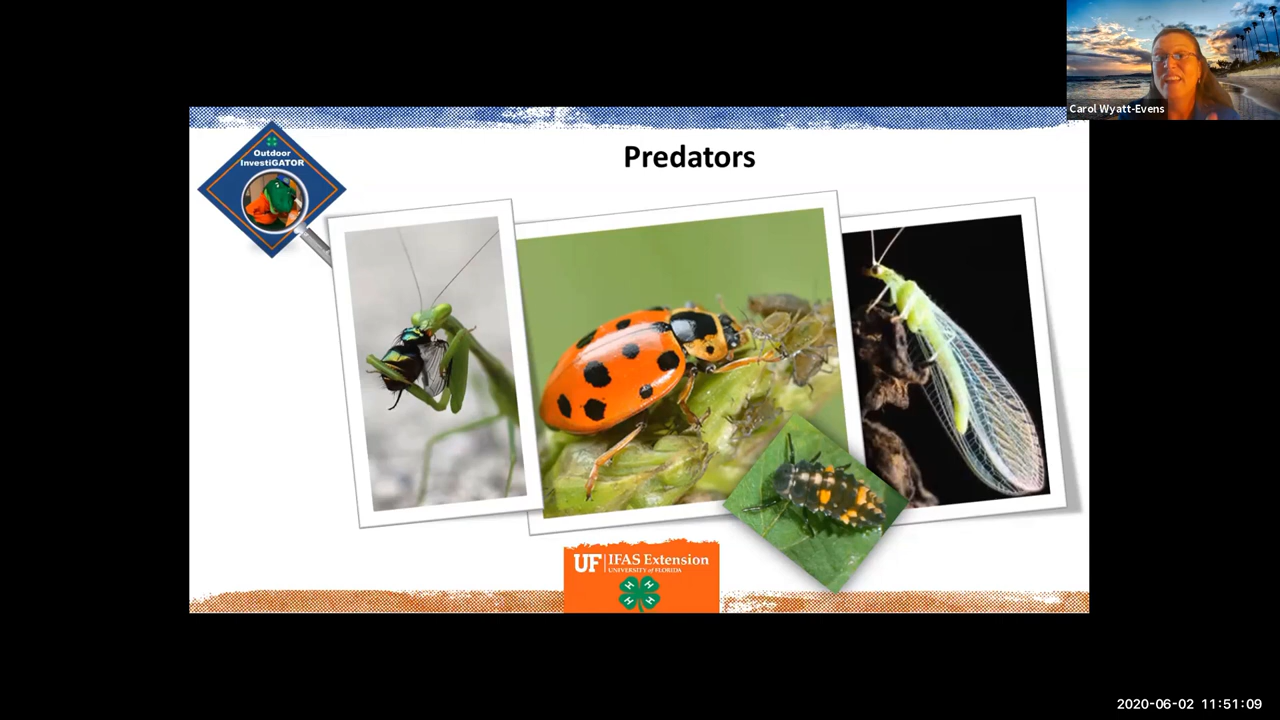 Carol Wyatt-Evens
Outdoor
InvestiGATOR
Predators
UF IFAS Extension
UNIVERSITY of FLORIDA
H H
H H
2020-06-02 11:51:09